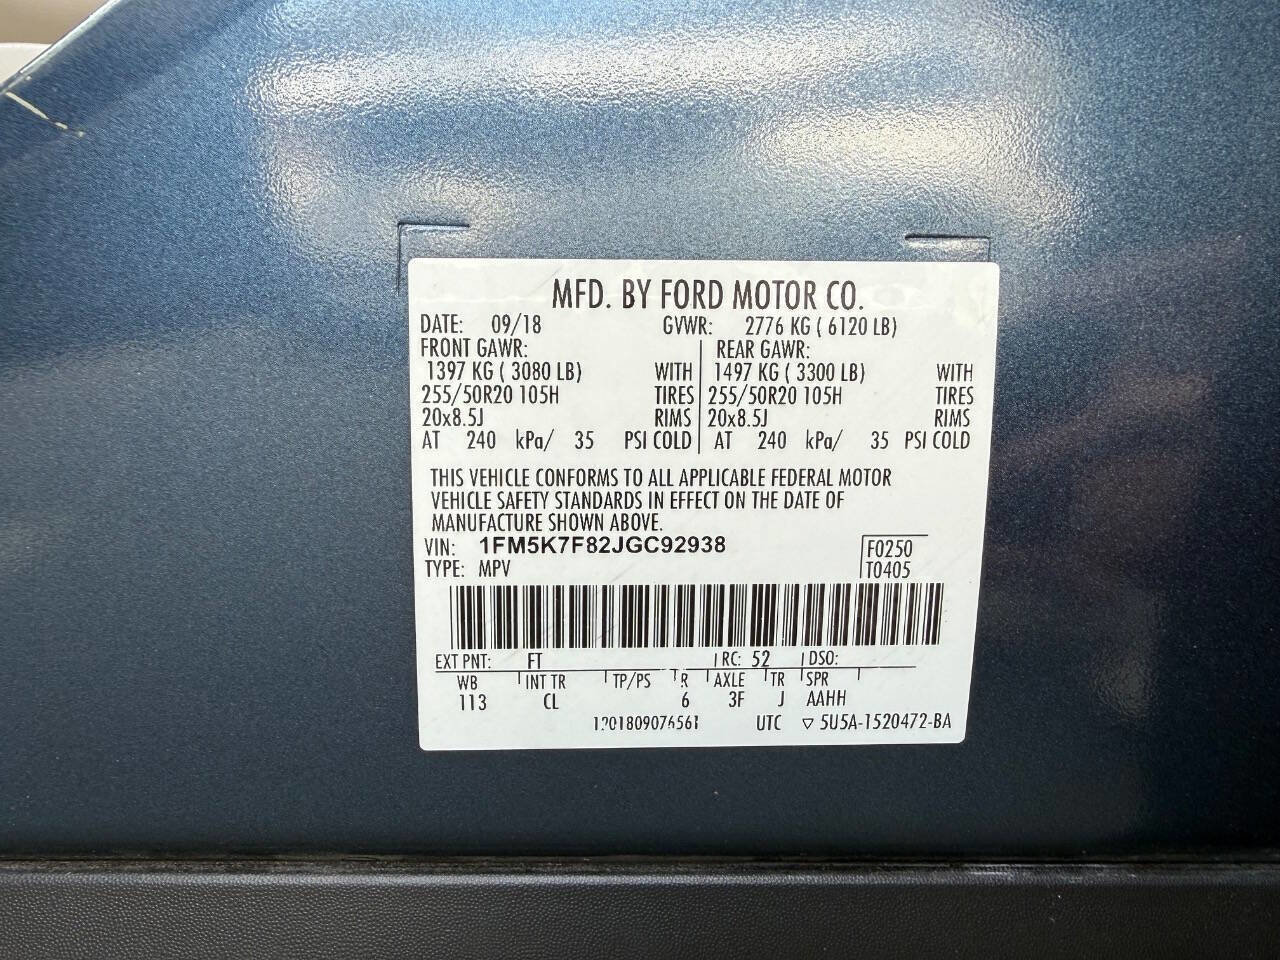 MFD. BY FORD MOTOR CO.
DATE: 09/18 GVWR: 2776 KG ( 6120 LB)
FRONT GAWR: REAR GAWR:
1397 KG ( 3080 LB) WITH 1497 KG ( 3300 LB) WITH
255/50R20 105H TIRES 255/50R20 105H TIRES
20x8.5J RIMS 20x8.5J RIMS
AT 240 kPa/ 35 PSI COLD AT 240 kPa/ 35 PSI COLD
THIS VEHICLE CONFORMS TO ALL APPLICABLE FEDERAL MOTOR
VEHICLE SAFETY STANDARDS IN EFFECT ON THE DATE OF
MANUFACTURE SHOWN ABOVE.
VIN: 1FM5K7F82JGC92938 F0250
TYPE: MPV T0405
EXT PNT: FT RC: 52 DSO:
WB INT TR TP/PS R AXLE TR SPR
113 CL 6 3F J AAHH
UTC ▽ 5U5A-1520472-BA